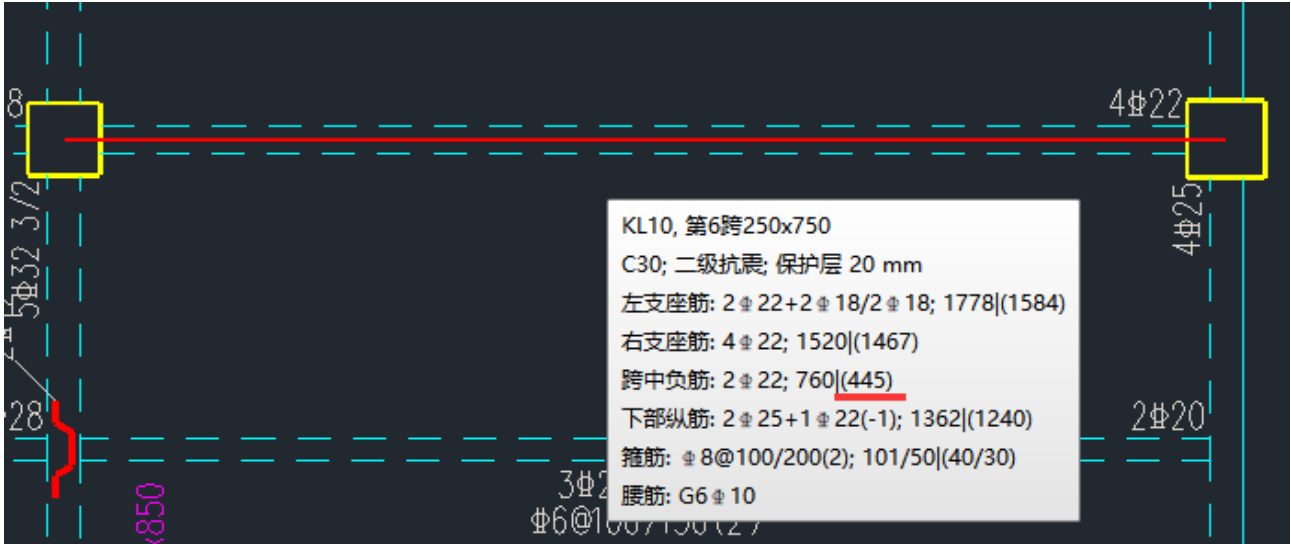 8
4⌀22
5⌀32 3/2
4⌀25
KL10, 第6跨250x750
C30; 二级抗震; 保护层 20 mm
左支座筋: 2⌀22+2⌀18/2⌀18; 1778|(1584)
右支座筋: 4⌀22; 1520|(1467)
跨中负筋: 2⌀22; 760|(445)
下部纵筋: 2⌀25+1⌀22(-1); 1362|(1240)
箍筋: ⌀8@100/200(2); 101/50|(40/30)
腰筋: G6⌀10
28
2⌀20
3⌀2
x850